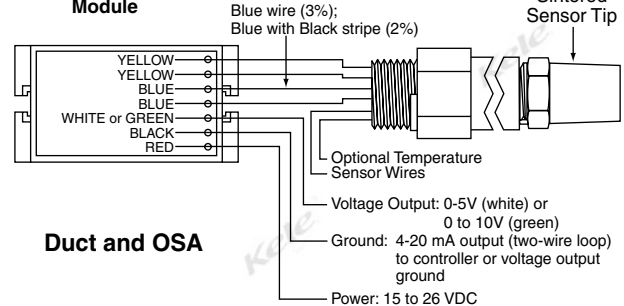 Module
Blue wire (3%);
Blue with Black stripe (2%)
Sensor Tip
YELLOW
YELLOW
BLUE
BLUE
WHITE or GREEN
BLACK
RED
Kele
Optional Temperature
Sensor Wires
Voltage Output: 0-5V (white) or
0 to 10V (green)
Duct and OSA
Kele
Ground: 4-20 mA output (two-wire loop)
to controller or voltage output
ground
Power: 15 to 26 VDC